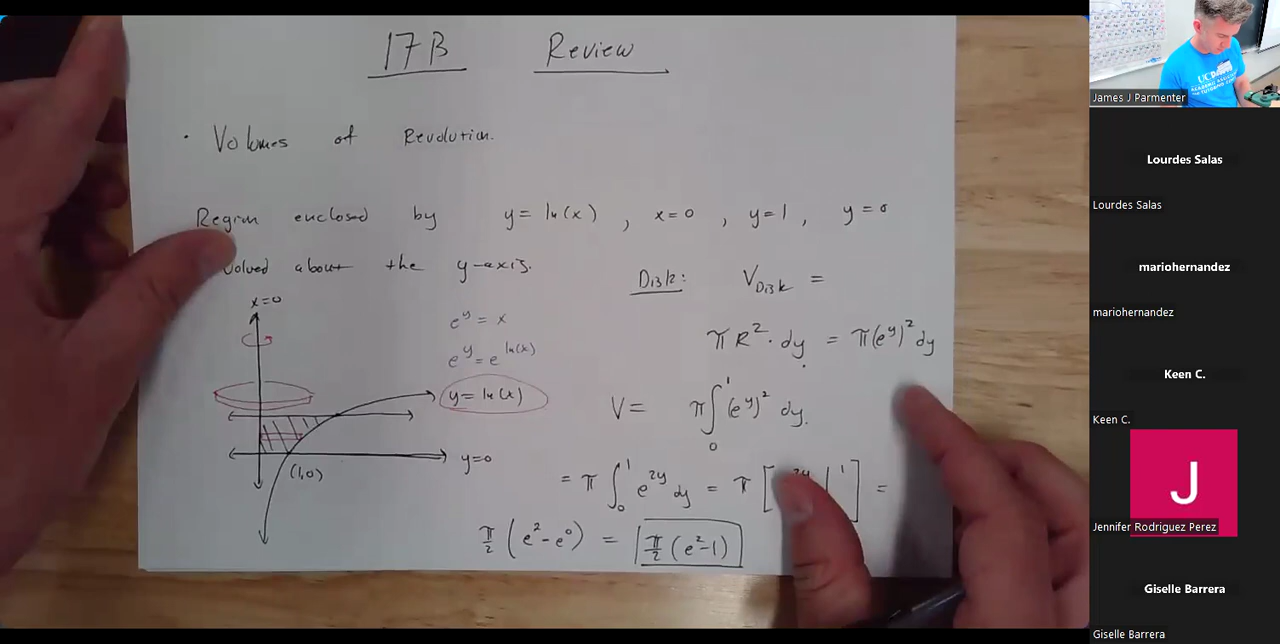 17B Review
• Volumes of Revolution.
Region enclosed by y = ln(x), x=0, y=1, y=0
volved about the y-axis.
Disk: V_Disk =
πR²·dy = π(e^y)² dy
x=0
e^y = x
e^y = e^ln(x)
y = ln(x)
V = π∫₀¹ (e^y)² dy.
(1,0)
y=0
= π ∫₀¹ e^2y dy = π [ 2y |¹ ] =
π/2 (e² - e⁰) = π/2 (e²-1)
UCDavis
James J Parmenter
Lourdes Salas
Lourdes Salas
mariohernandez
mariohernandez
Keen C.
Keen C.
J
Jennifer Rodriguez Perez
Giselle Barrera
Giselle Barrera